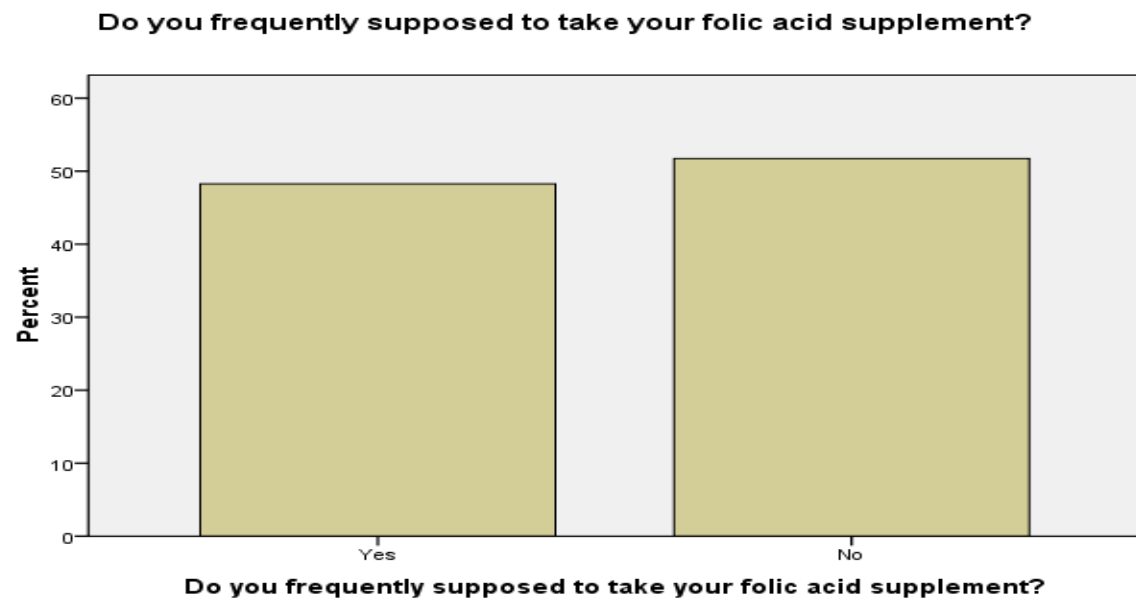 Do you frequently supposed to take your folic acid supplement?
60
50
40
30
20
10
0
Percent
Yes
No
Do you frequently supposed to take your folic acid supplement?